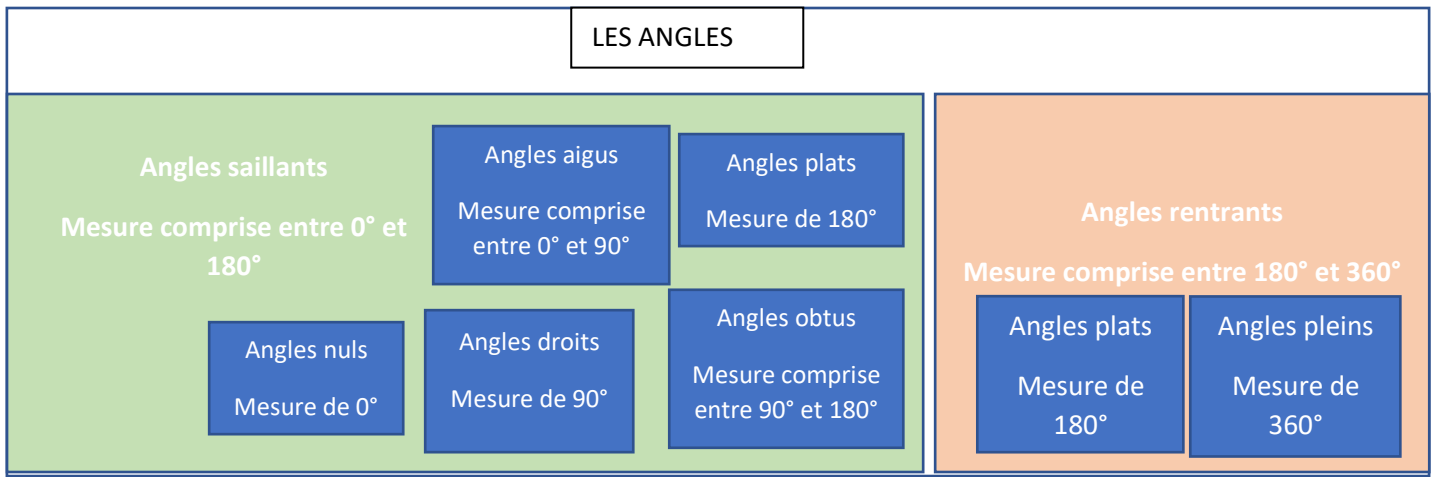 LES ANGLES
Angles saillants
Mesure comprise entre 0° et
180°
Angles aigus
Mesure comprise
entre 0° et 90°
Angles plats
Mesure de 180°
Angles nuls
Mesure de 0°
Angles droits
Mesure de 90°
Angles obtus
Mesure comprise
entre 90° et 180°
Angles rentrants
Mesure comprise entre 180° et 360°
Angles plats
Mesure de
180°
Angles pleins
Mesure de
360°